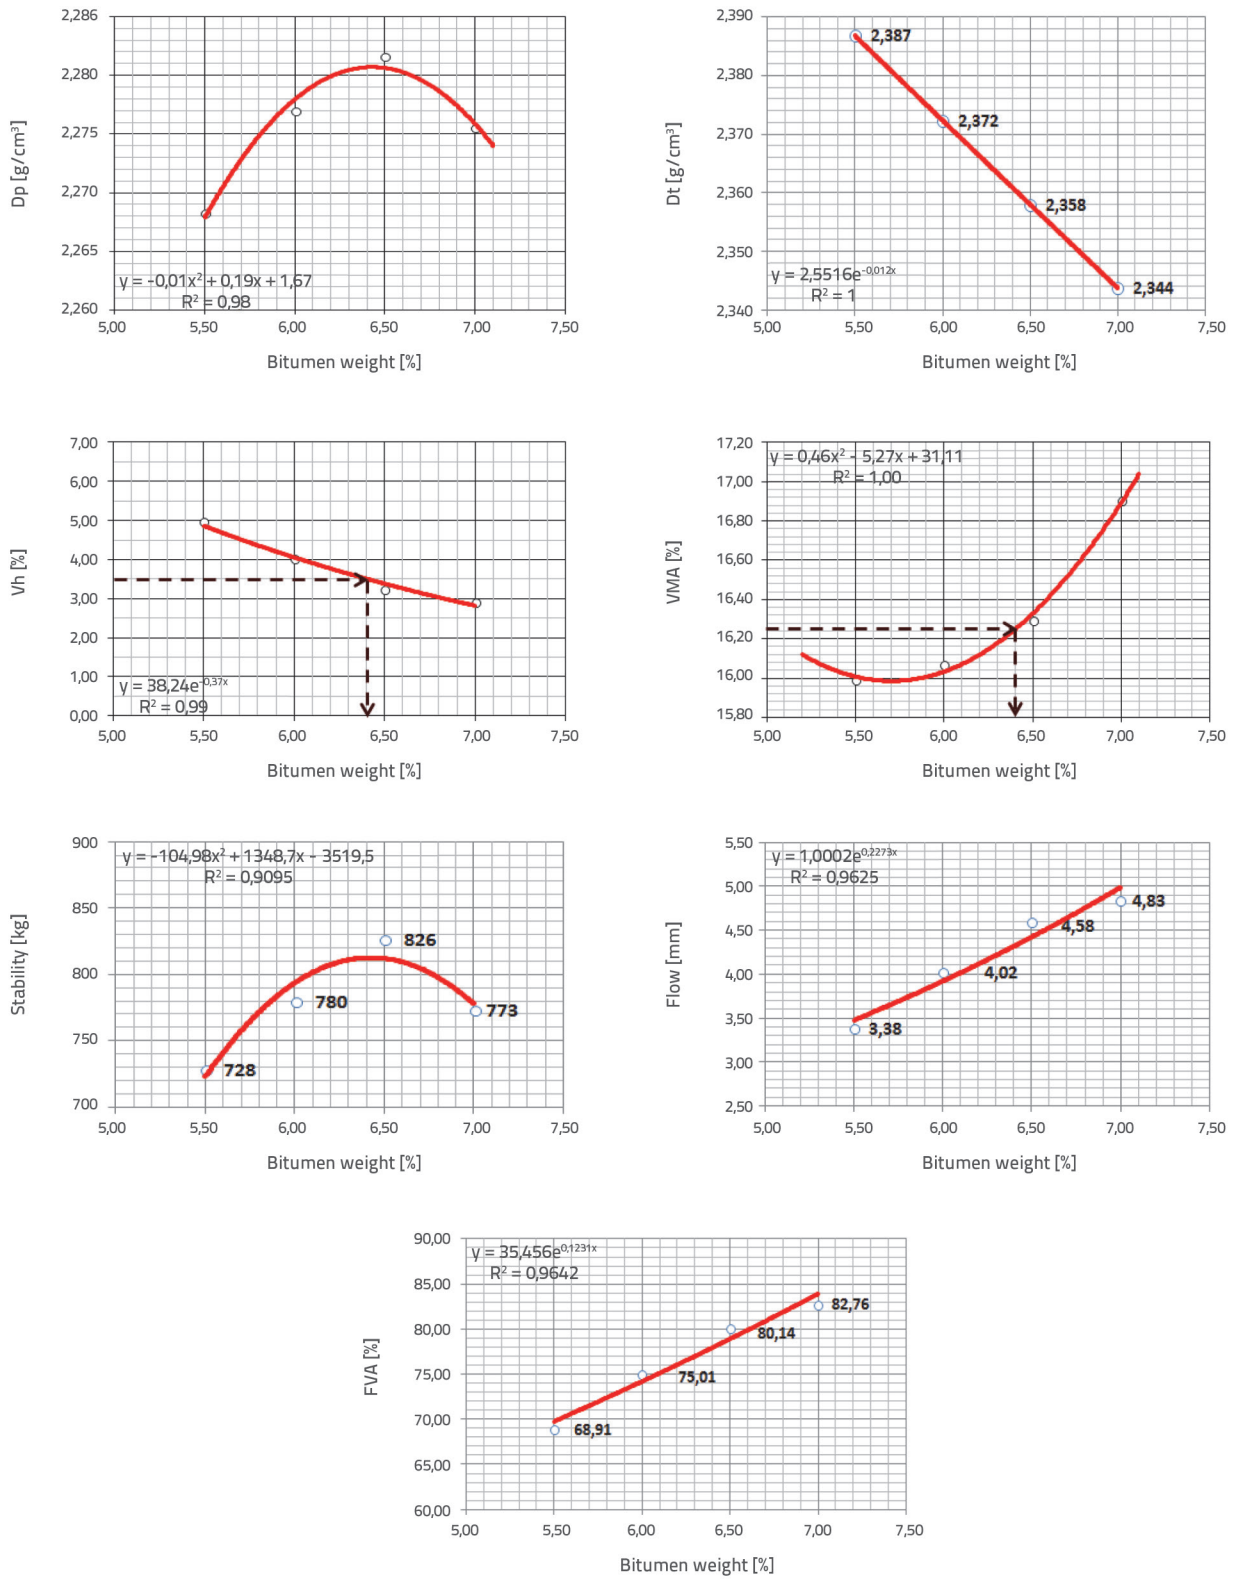 2,286
2,280
2,275
2,270
2,265
2,260
Dp [g/cm³]
y = -0,01x² + 0,19x + 1,67
R² = 0,98
5,00 5,50 6,00 6,50 7,00 7,50
Bitumen weight [%]
2,390
2,380
2,370
2,360
2,350
2,340
Dt [g/cm³]
2,387
2,372
2,358
2,344
y = 2,5516e⁻⁰,⁰¹²ˣ
R² = 1
5,00 5,50 6,00 6,50 7,00 7,50
Bitumen weight [%]
7,00
6,00
5,00
4,00
3,00
2,00
1,00
0,00
Vh [%]
y = 38,24e⁻⁰,³⁷ˣ
R² = 0,99
5,00 5,50 6,00 6,50 7,00 7,50
Bitumen weight [%]
17,20
17,00
16,80
16,60
16,40
16,20
16,00
15,80
VMA [%]
y = 0,46x² - 5,27x + 31,11
R² = 1,00
5,00 5,50 6,00 6,50 7,00 7,50
Bitumen weight [%]
900
850
800
750
700
Stability [kg]
y = -104,98x² + 1348,7x - 3519,5
R² = 0,9095
826
780
773
728
5,00 5,50 6,00 6,50 7,00 7,50
Bitumen weight [%]
5,50
5,00
4,50
4,00
3,50
3,00
2,50
Flow [mm]
y = 1,0002e⁰,²²⁷³ˣ
R² = 0,9625
4,83
4,58
4,02
3,38
5,00 5,50 6,00 6,50 7,00 7,50
Bitumen weight [%]
90,00
85,00
80,00
75,00
70,00
65,00
60,00
FVA [%]
y = 35,456e⁰,¹²³¹ˣ
R² = 0,9642
82,76
80,14
75,01
68,91
5,00 5,50 6,00 6,50 7,00 7,50
Bitumen weight [%]